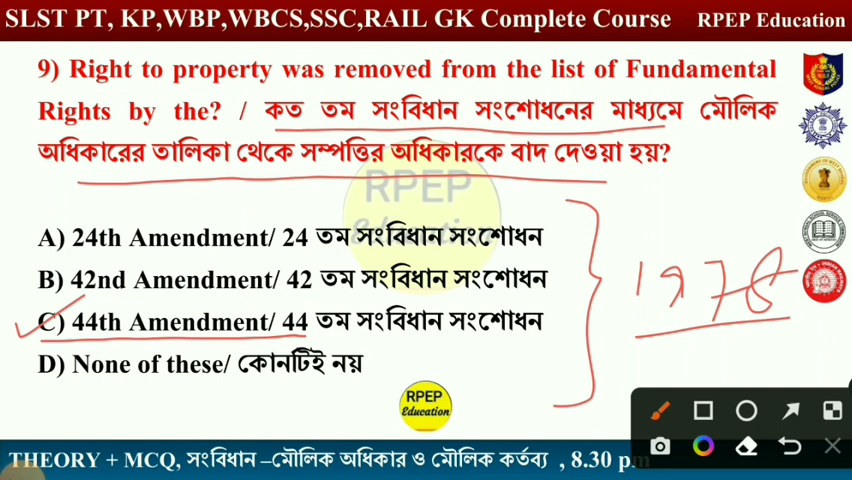 SLST PT, KP,WBP,WBCS,SSC,RAIL GK Complete Course RPEP Education
9) Right to property was removed from the list of Fundamental
Rights by the? / কত তম সংবিধান সংশোধনের মাধ্যমে মৌলিক
অধিকারের তালিকা থেকে সম্পত্তির অধিকারকে বাদ দেওয়া হয়?
RPEP
Education
A) 24th Amendment/ 24 তম সংবিধান সংশোধন
B) 42nd Amendment/ 42 তম সংবিধান সংশোধন
C) 44th Amendment/ 44 তম সংবিধান সংশোধন
D) None of these/ কোনটিই নয়
1978
RPEP
Education
THEORY + MCQ, সংবিধান –মৌলিক অধিকার ও মৌলিক কর্তব্য , 8.30 pm